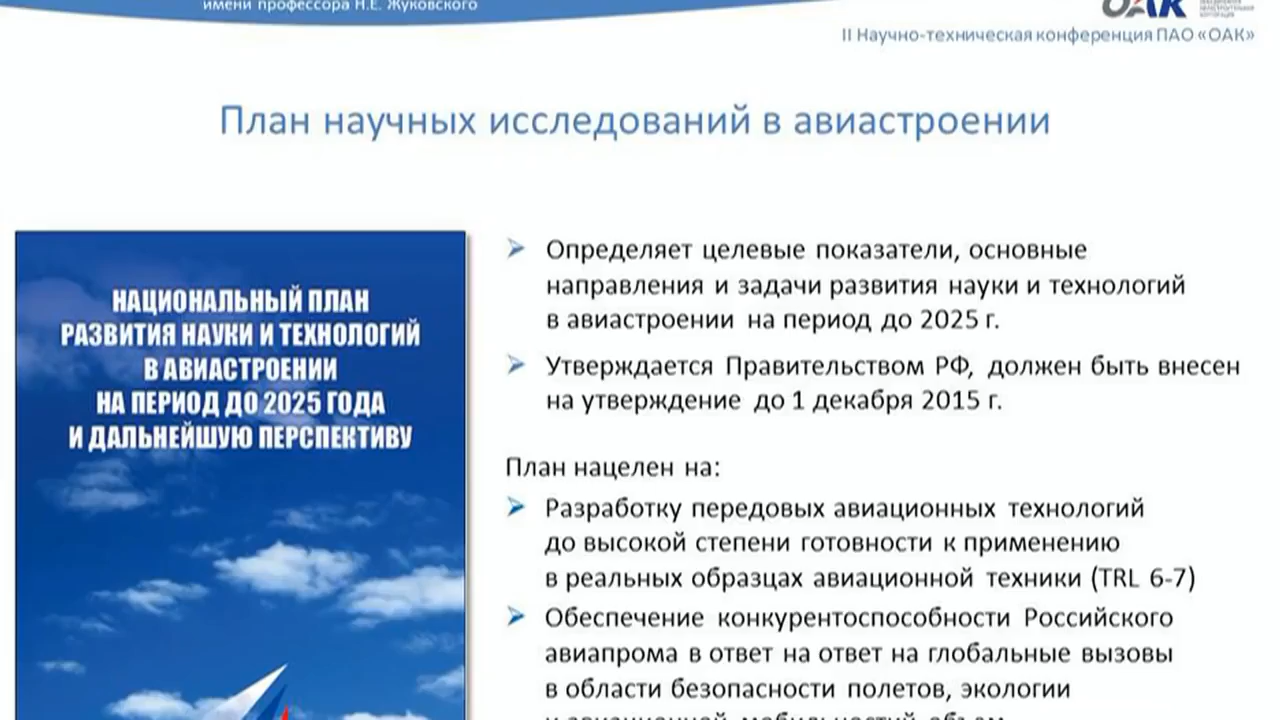 имени профессора Н.Е. Жуковского
ОАК
II Научно-техническая конференция ПАО «ОАК»
План научных исследований в авиастроении
НАЦИОНАЛЬНЫЙ ПЛАН
РАЗВИТИЯ НАУКИ И ТЕХНОЛОГИЙ
В АВИАСТРОЕНИИ
НА ПЕРИОД ДО 2025 ГОДА
И ДАЛЬНЕЙШУЮ ПЕРСПЕКТИВУ
Определяет целевые показатели, основные
направления и задачи развития науки и технологий
в авиастроении на период до 2025 г.
Утверждается Правительством РФ, должен быть внесен
на утверждение до 1 декабря 2015 г.
План нацелен на:
Разработку передовых авиационных технологий
до высокой степени готовности к применению
в реальных образцах авиационной техники (TRL 6-7)
Обеспечение конкурентоспособности Российского
авиапрома в ответ на ответ на глобальные вызовы
в области безопасности полетов, экологии